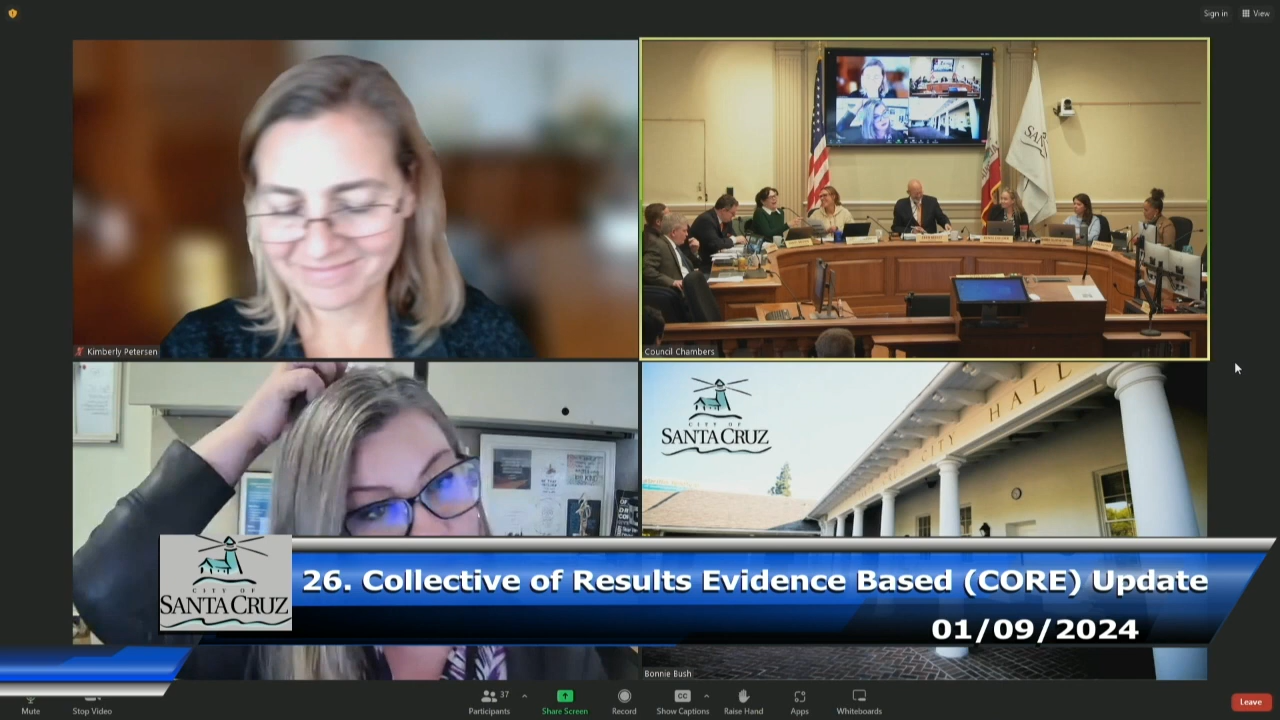 Sign in
View
Kimberly Petersen
SAN
Council Chambers
CITY OF
SANTA CRUZ
CITY HALL
26. Collective of Results Evidence Based (CORE) Update
CITY OF
SANTA CRUZ
01/09/2024
Bonnie Bush
Mute
Stop Video
Participants
37
Share Screen
Record
CC
Show Captions
Raise Hand
Apps
Whiteboards
Leave